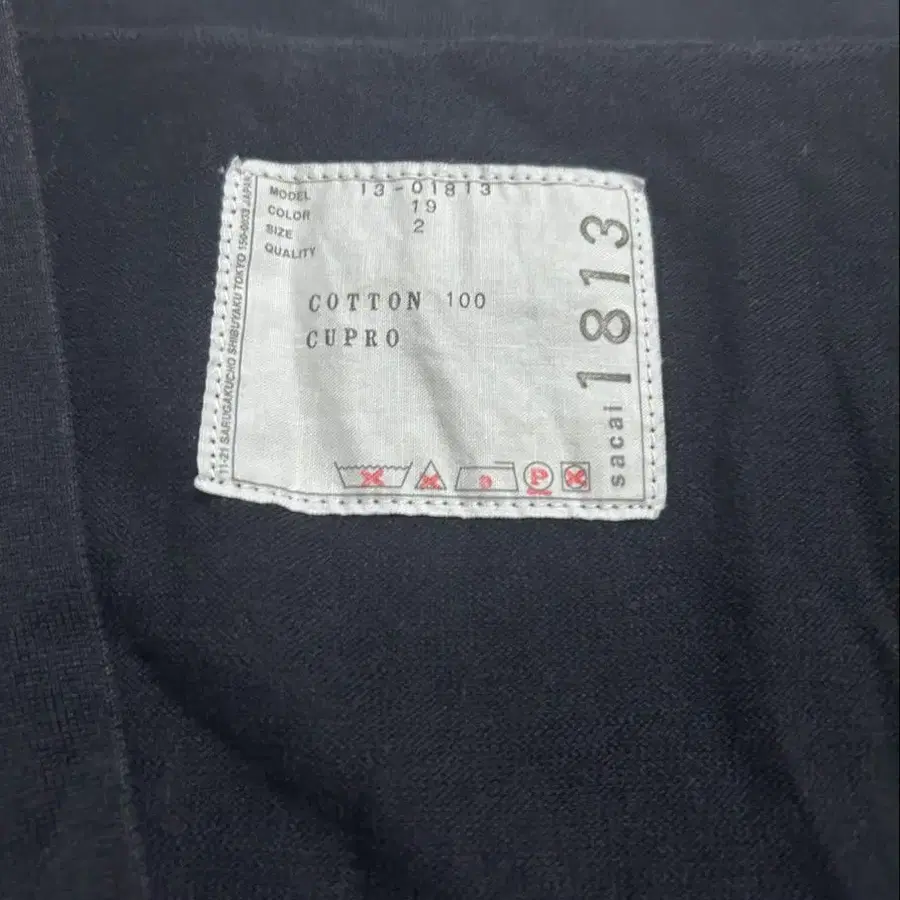 MODEL 13-01813
COLOR 19
SIZE 2
QUALITY
COTTON 100
CUPRO
sacai 1813
11-21 SARUGAKUCHO SHIBUYAKU TOKYO 150-0033 JAPAN
P